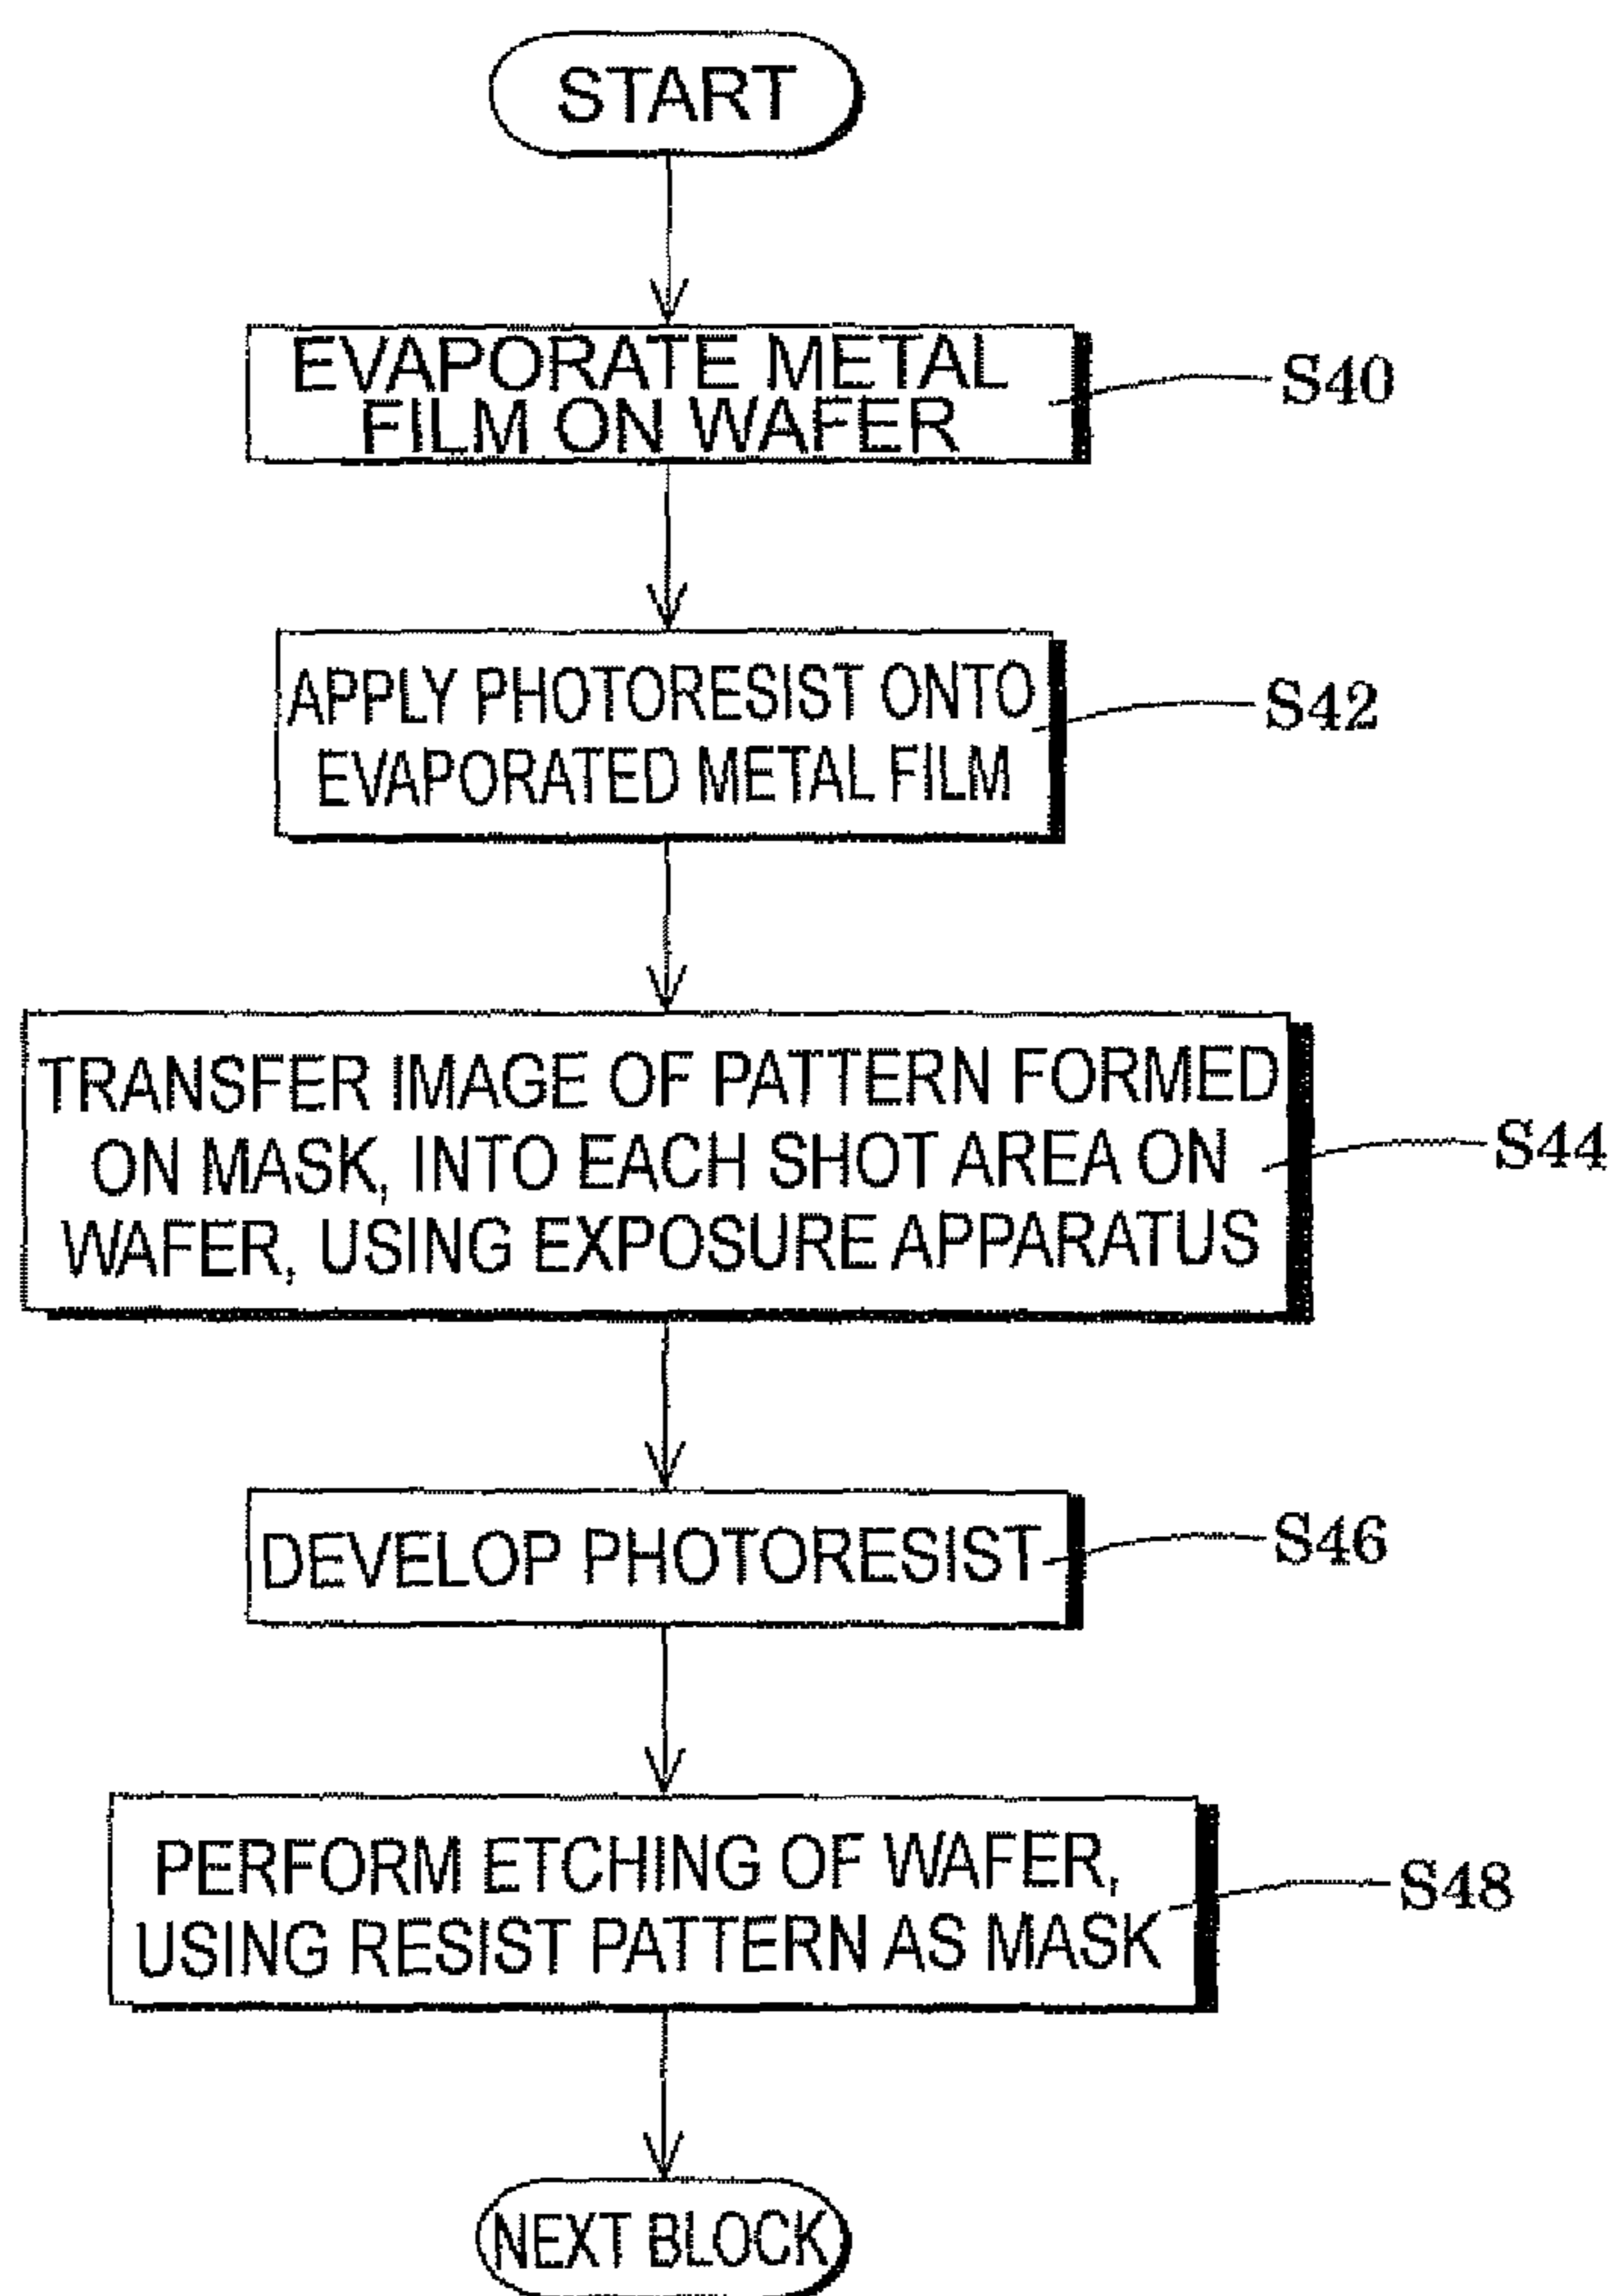 START
EVAPORATE METAL
FILM ON WAFER
S40
APPLY PHOTORESIST ONTO
EVAPORATED METAL FILM
S42
TRANSFER IMAGE OF PATTERN FORMED
ON MASK, INTO EACH SHOT AREA ON
WAFER, USING EXPOSURE APPARATUS
S44
DEVELOP PHOTORESIST
S46
PERFORM ETCHING OF WAFER,
USING RESIST PATTERN AS MASK
S48
NEXT BLOCK